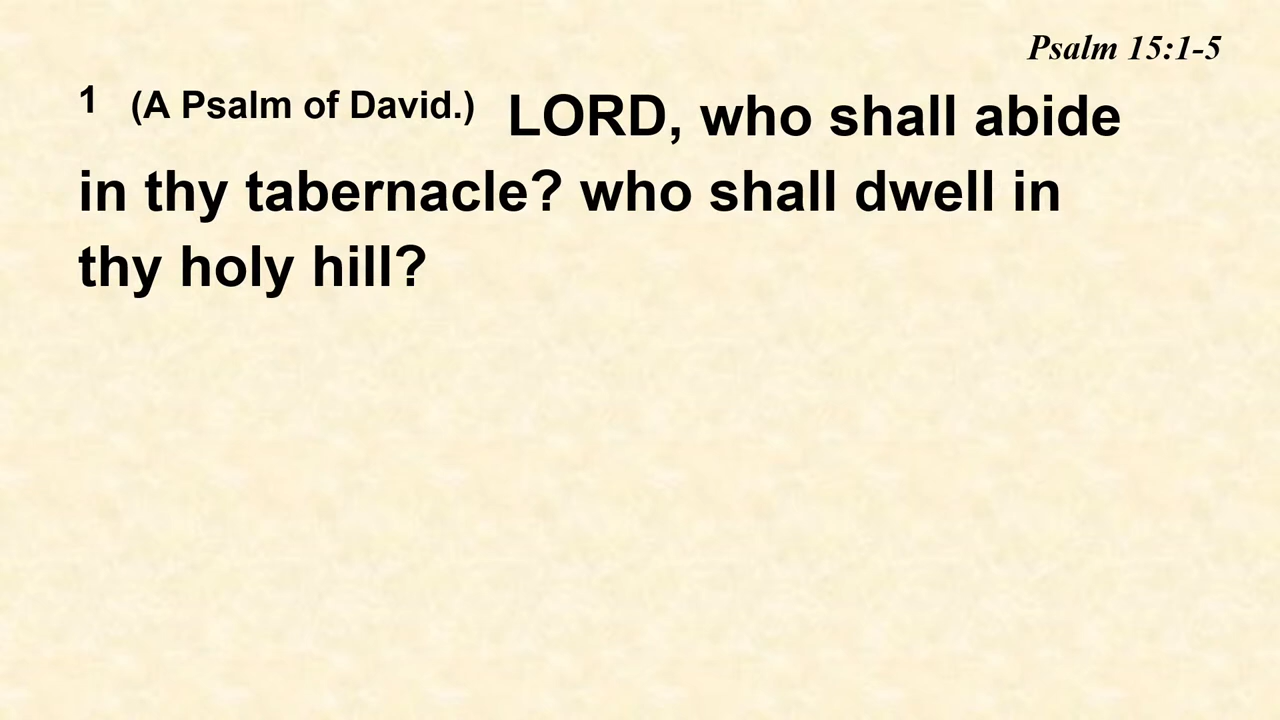 Psalm 15:1-5
1 (A Psalm of David.) LORD, who shall abide
in thy tabernacle? who shall dwell in
thy holy hill?